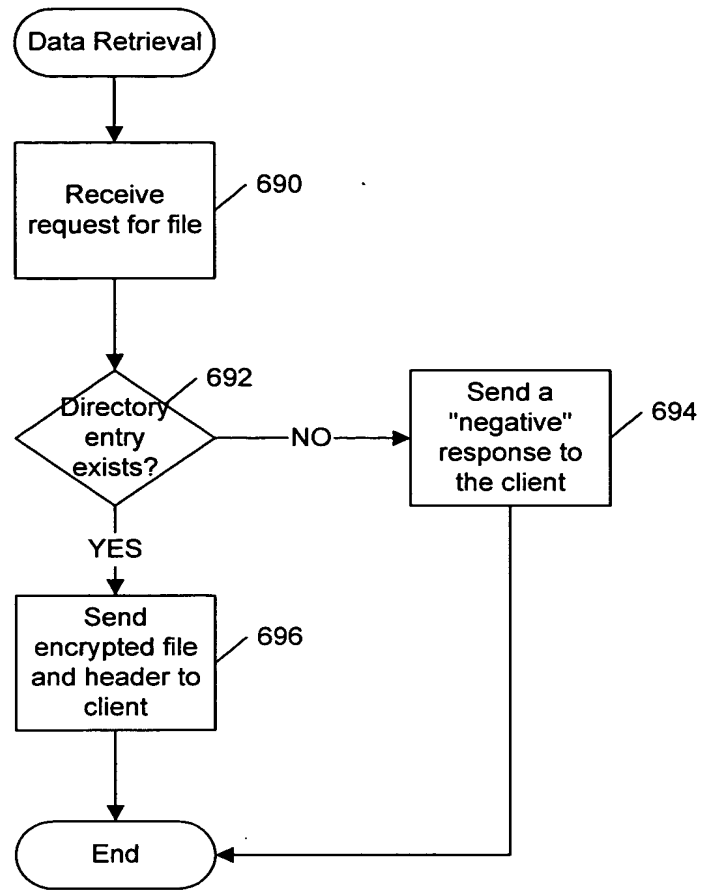 Data Retrieval
Receive
request for file
690
Directory
entry
exists?
692
NO
Send a
"negative"
response to
the client
694
YES
Send
encrypted file
and header to
client
696
End